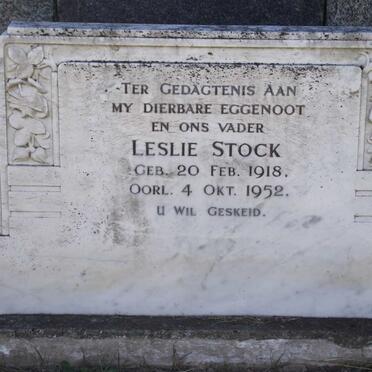 TER GEDAGTENIS AAN
MY DIERBARE EGGENOOT
EN ONS VADER
LESLIE STOCK
GEB. 20 FEB. 1918.
OORL. 4 OKT. 1952.
U WIL GESKEID.